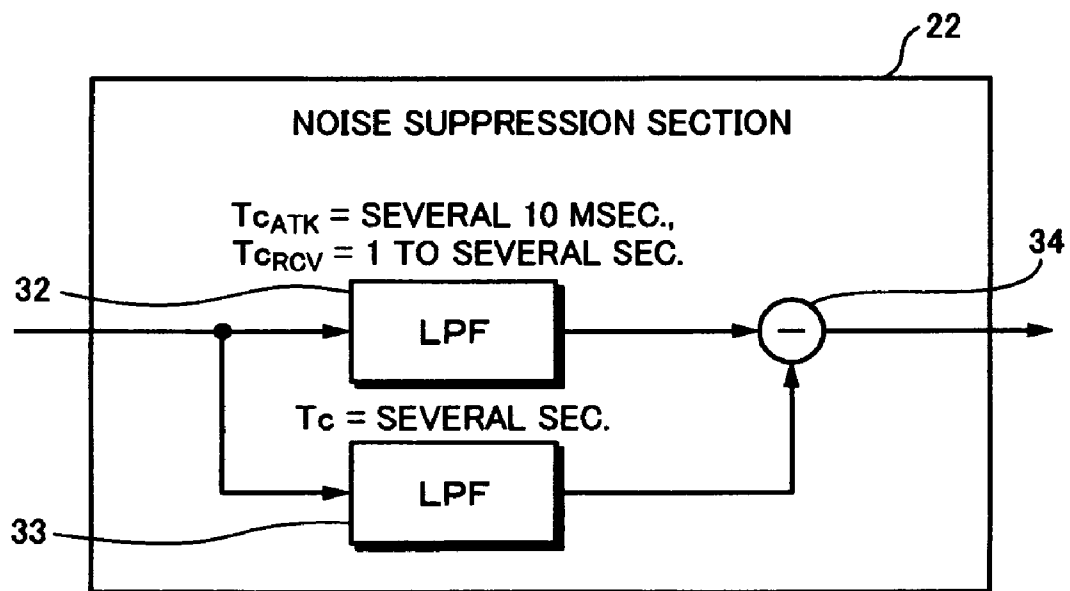 22
NOISE SUPPRESSION SECTION
TcATK = SEVERAL 10 MSEC.,
TcRCV = 1 TO SEVERAL SEC.
34
32
LPF
−
Tc = SEVERAL SEC.
LPF
33